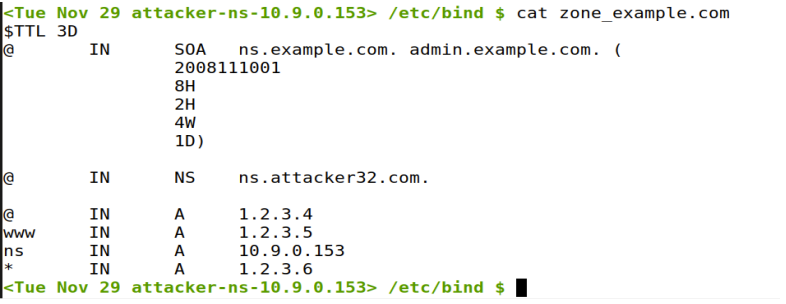 <Tue Nov 29 attacker-ns-10.9.0.153> /etc/bind $ cat zone_example.com
$TTL 3D
@       IN      SOA   ns.example.com. admin.example.com. (
                2008111001
                8H
                2H
                4W
                1D)

@       IN      NS    ns.attacker32.com.

@       IN      A     1.2.3.4
www     IN      A     1.2.3.5
ns      IN      A     10.9.0.153
*       IN      A     1.2.3.6
<Tue Nov 29 attacker-ns-10.9.0.153> /etc/bind $